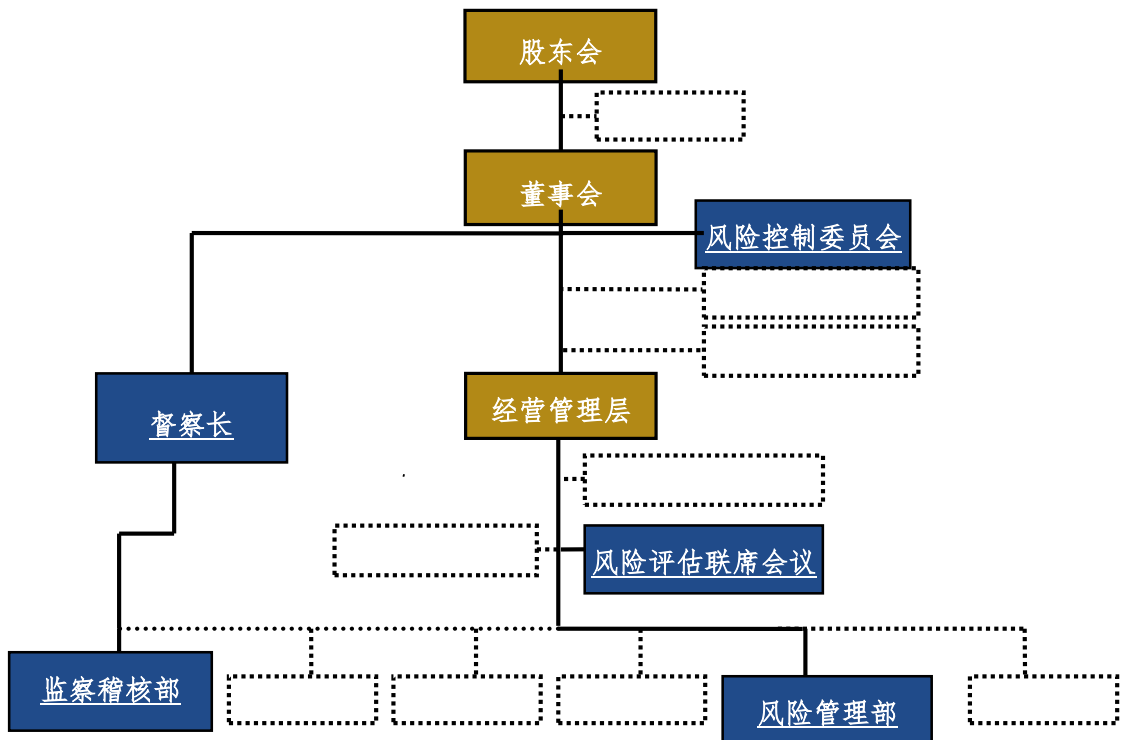 股东会
董事会
风险控制委员会
督察长
经营管理层
风险评估联席会议
监察稽核部
风险管理部